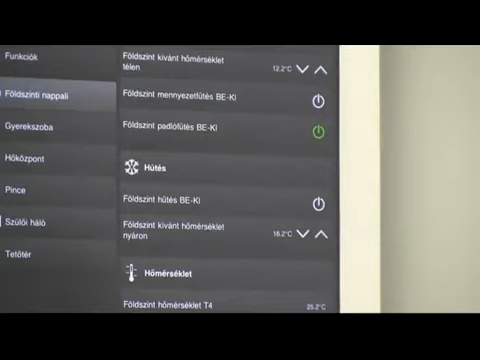 Funkciók
Földszinti nappali
Gyerekszoba
Hőközpont
Pince
Szülői háló
Tetőtér
Földszint kívánt hőmérséklet
télen
12.2°C
Földszint mennyezetfűtés BE-KI
Földszint padlófűtés BE-KI
Hűtés
Földszint hűtés BE-KI
Földszint kívánt hőmérséklet
nyáron
18.2°C
Hőmérséklet
Földszint hőmérséklet T4
25.2°C